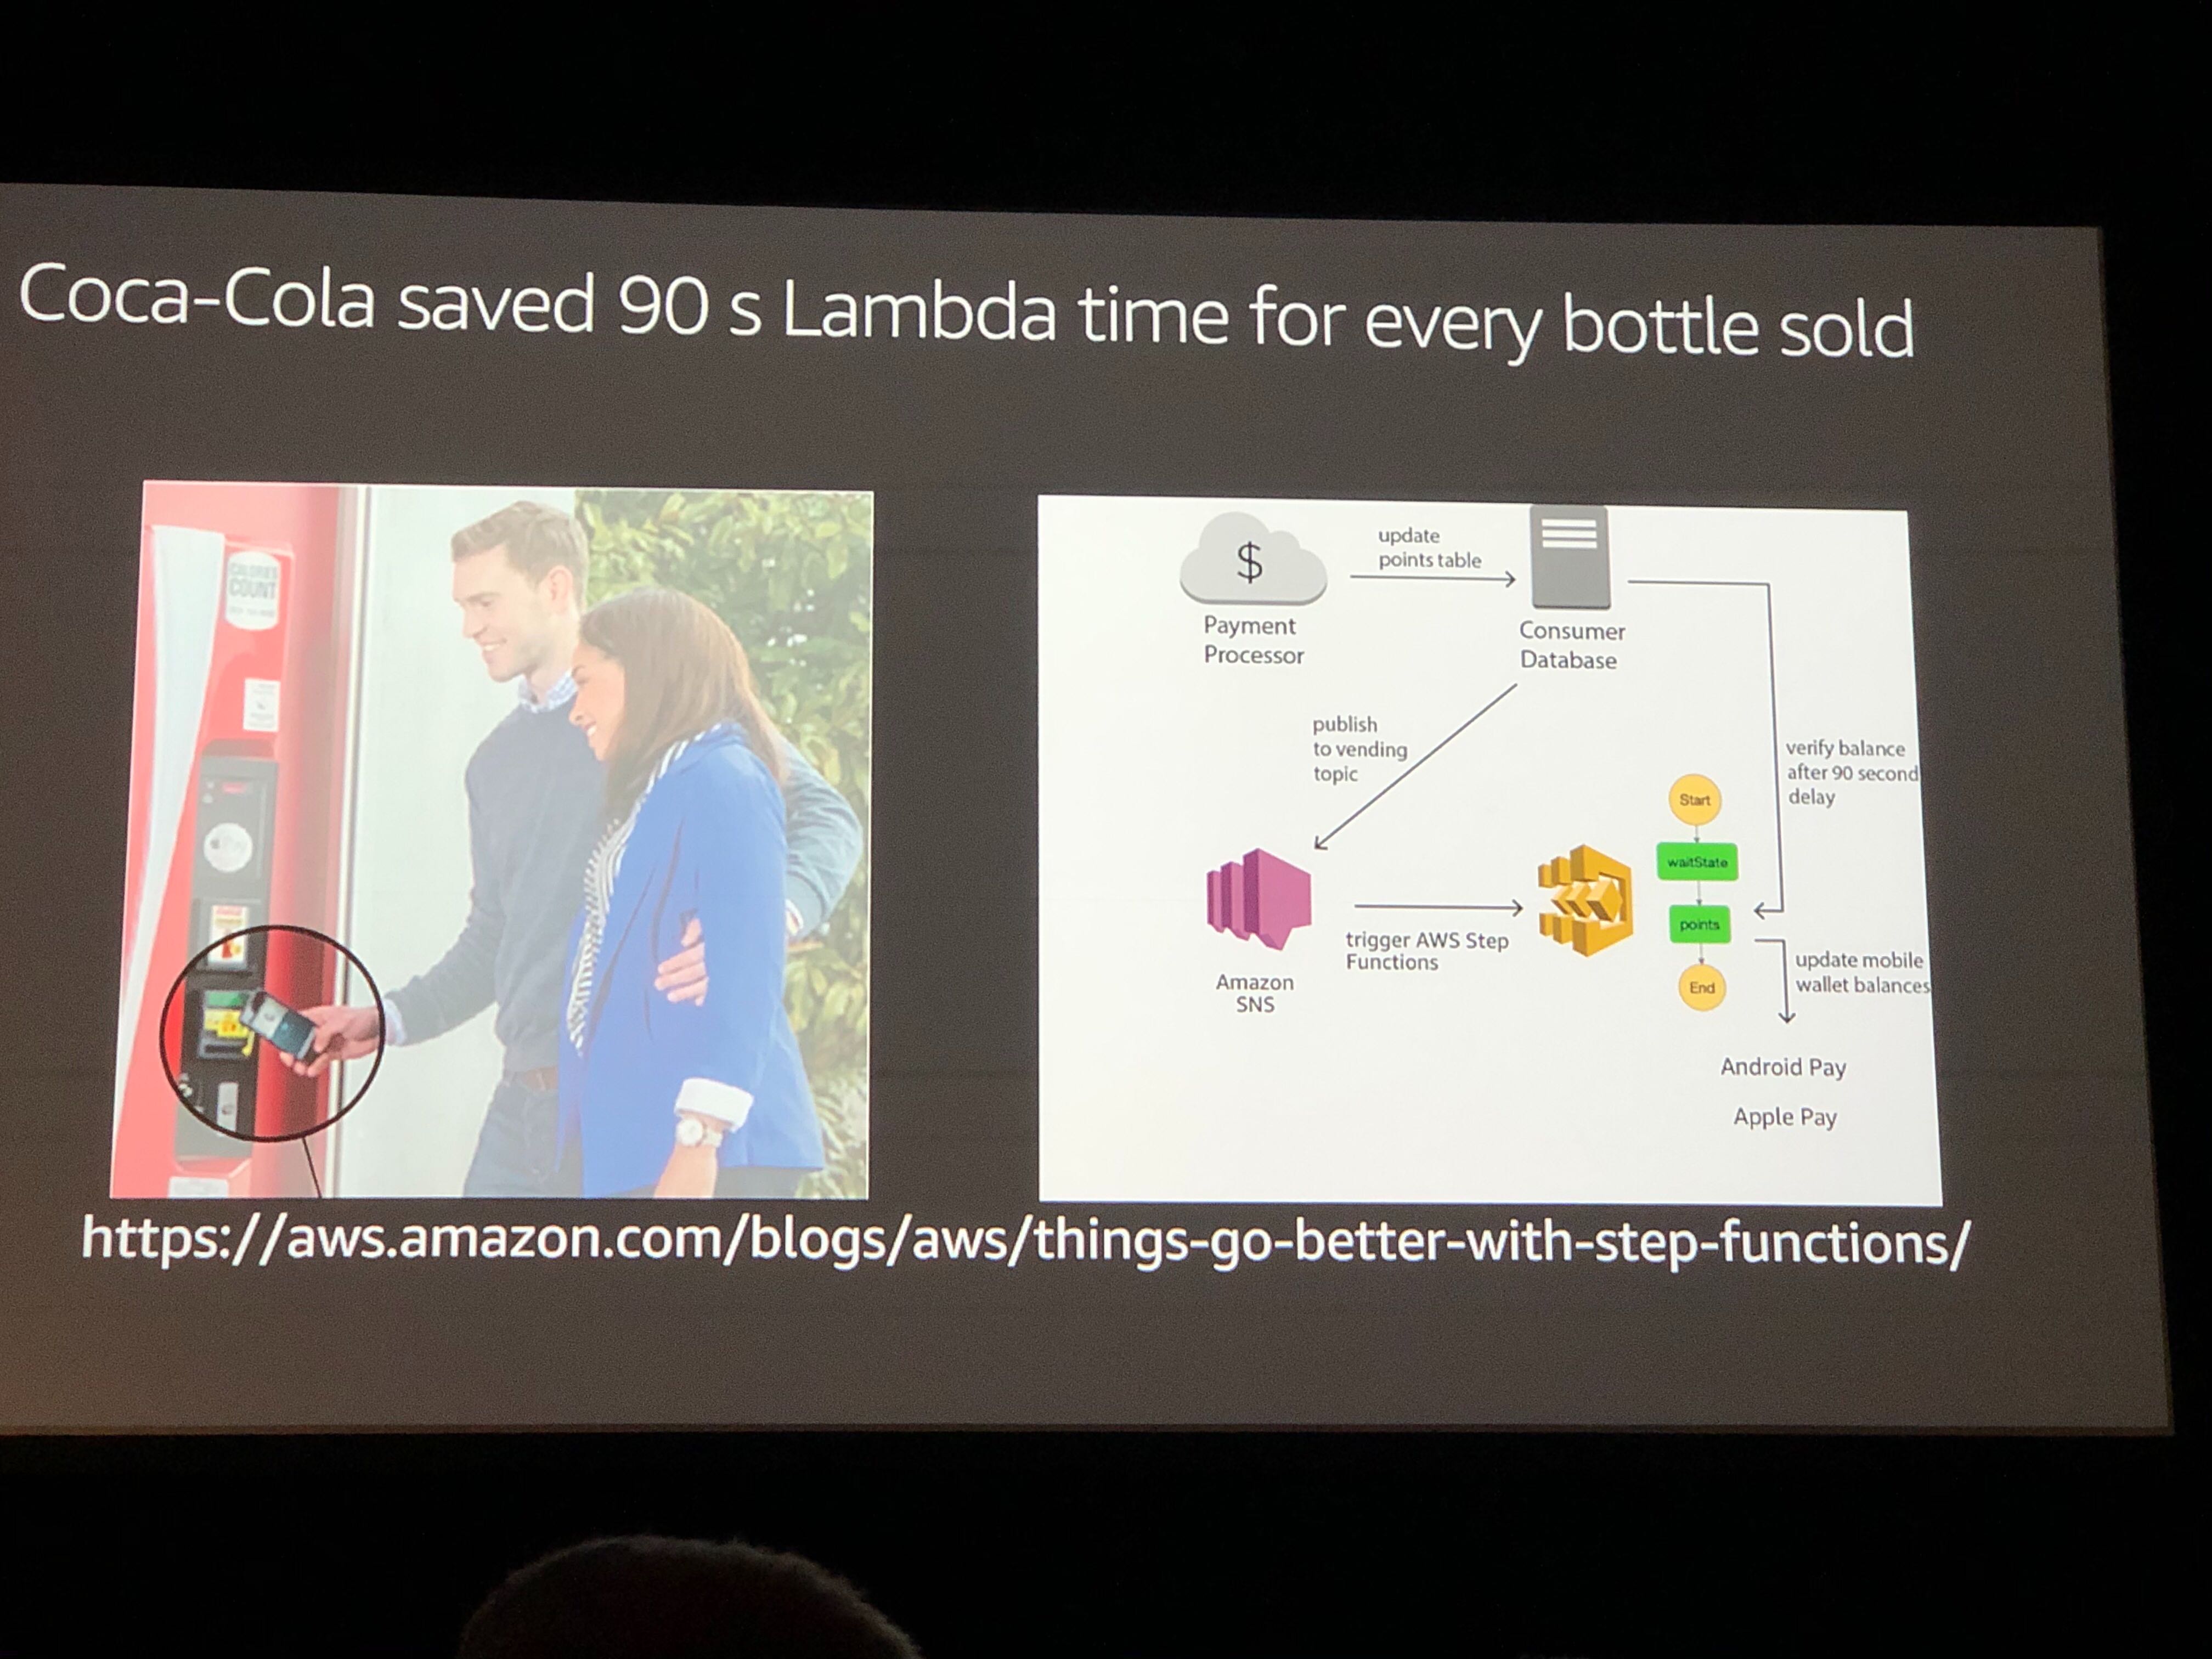 Coca-Cola saved 90 s Lambda time for every bottle sold
CALORIES
COUNT
Pay
$
Payment
Processor
update
points table
Consumer
Database
publish
to vending
topic
verify balance
after 90 second
delay
Amazon
SNS
trigger AWS Step
Functions
Start
waitState
points
End
update mobile
wallet balances
Android Pay
Apple Pay
https://aws.amazon.com/blogs/aws/things-go-better-with-step-functions/